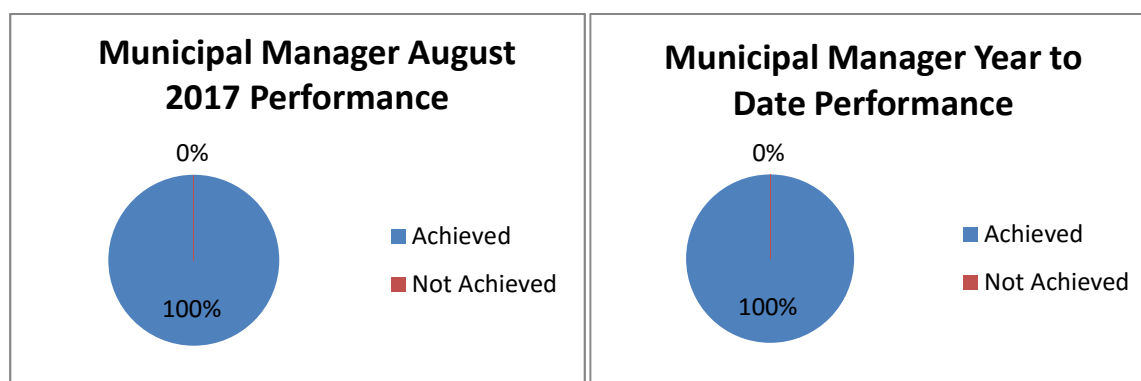 Municipal Manager August
2017 Performance
0%
100%
Achieved
Not Achieved
Municipal Manager Year to
Date Performance
0%
100%
Achieved
Not Achieved